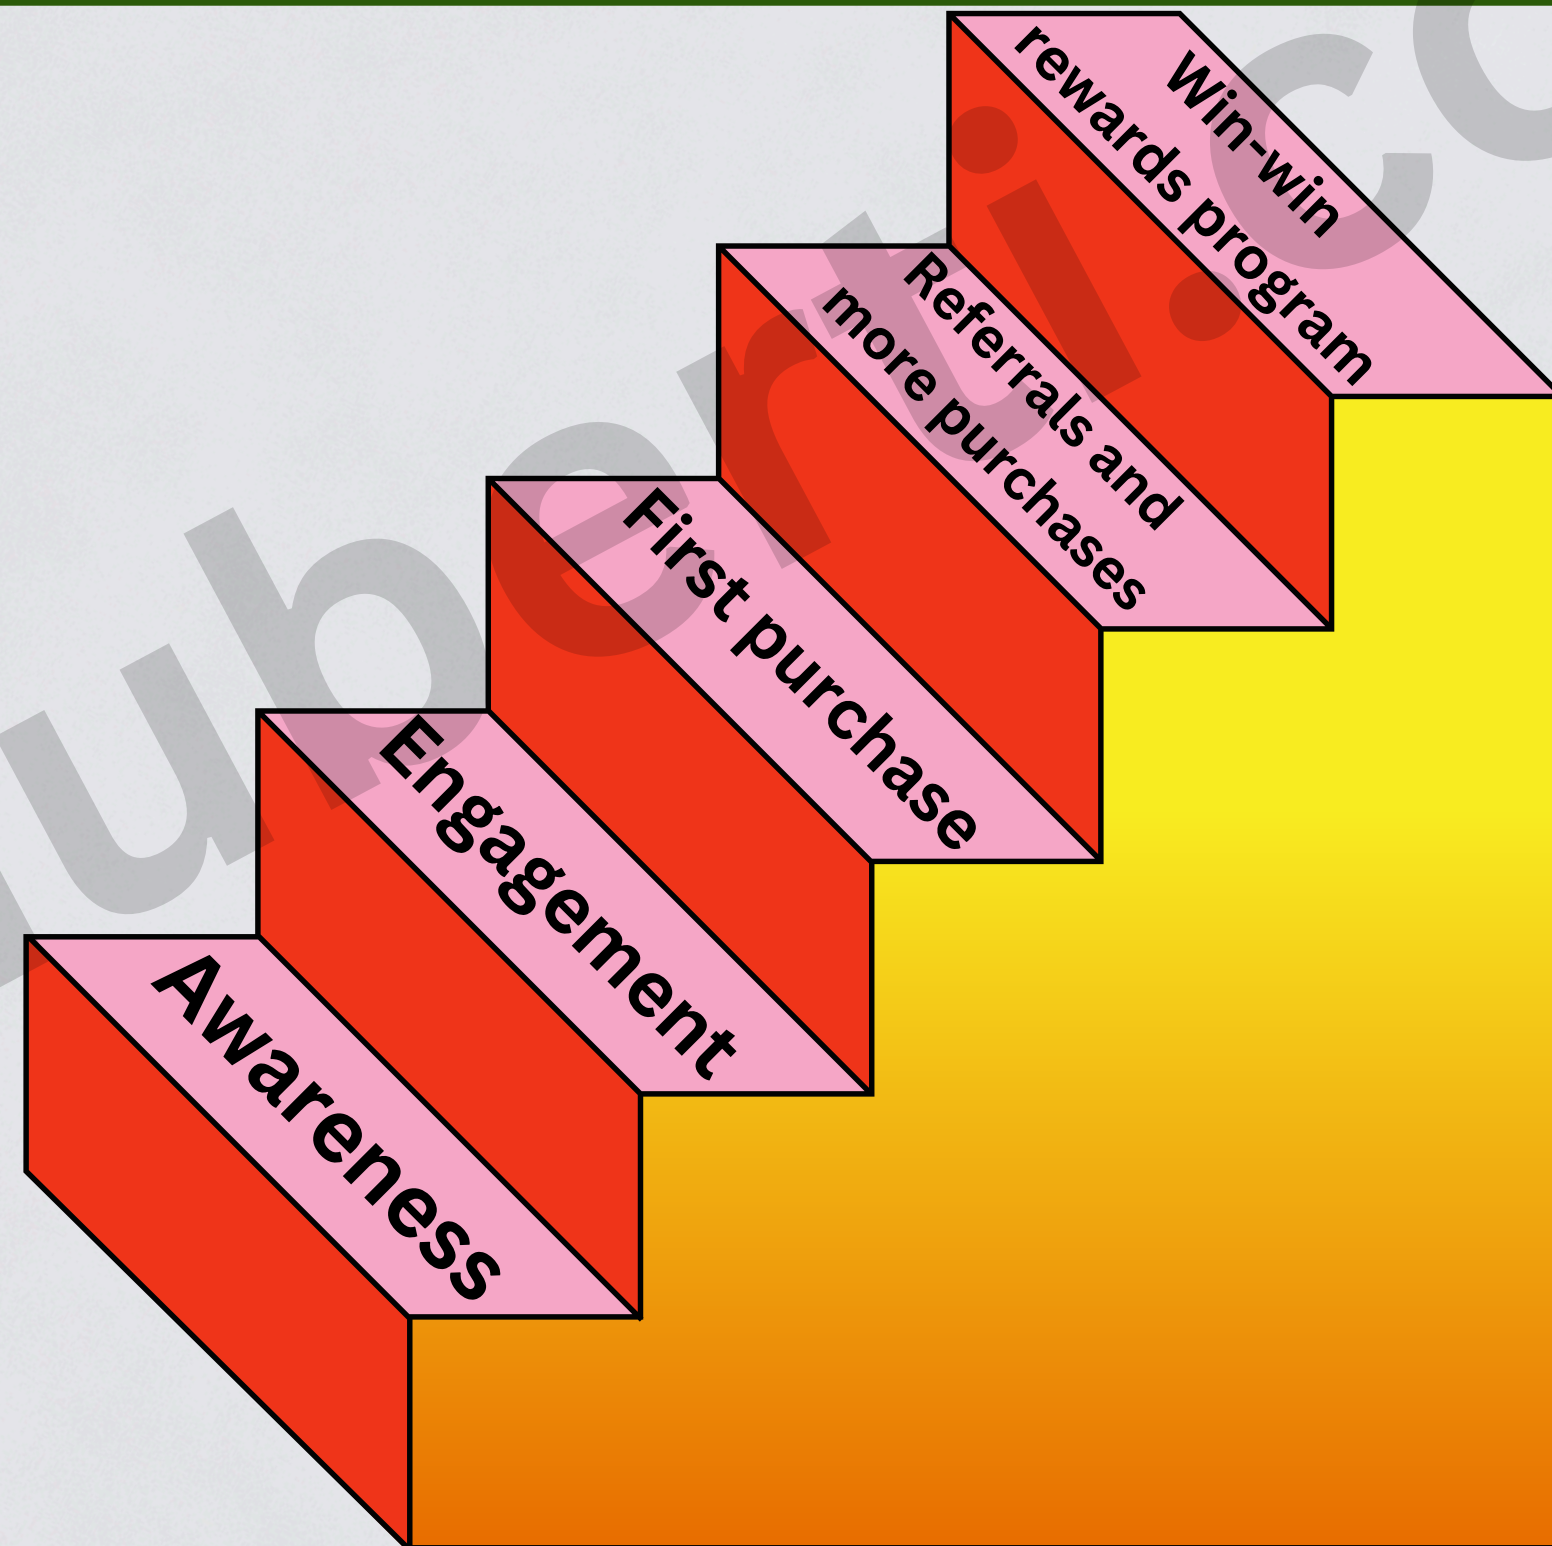 Win-win
rewards program
Referrals and
more purchases
First purchase
Engagement
Awareness